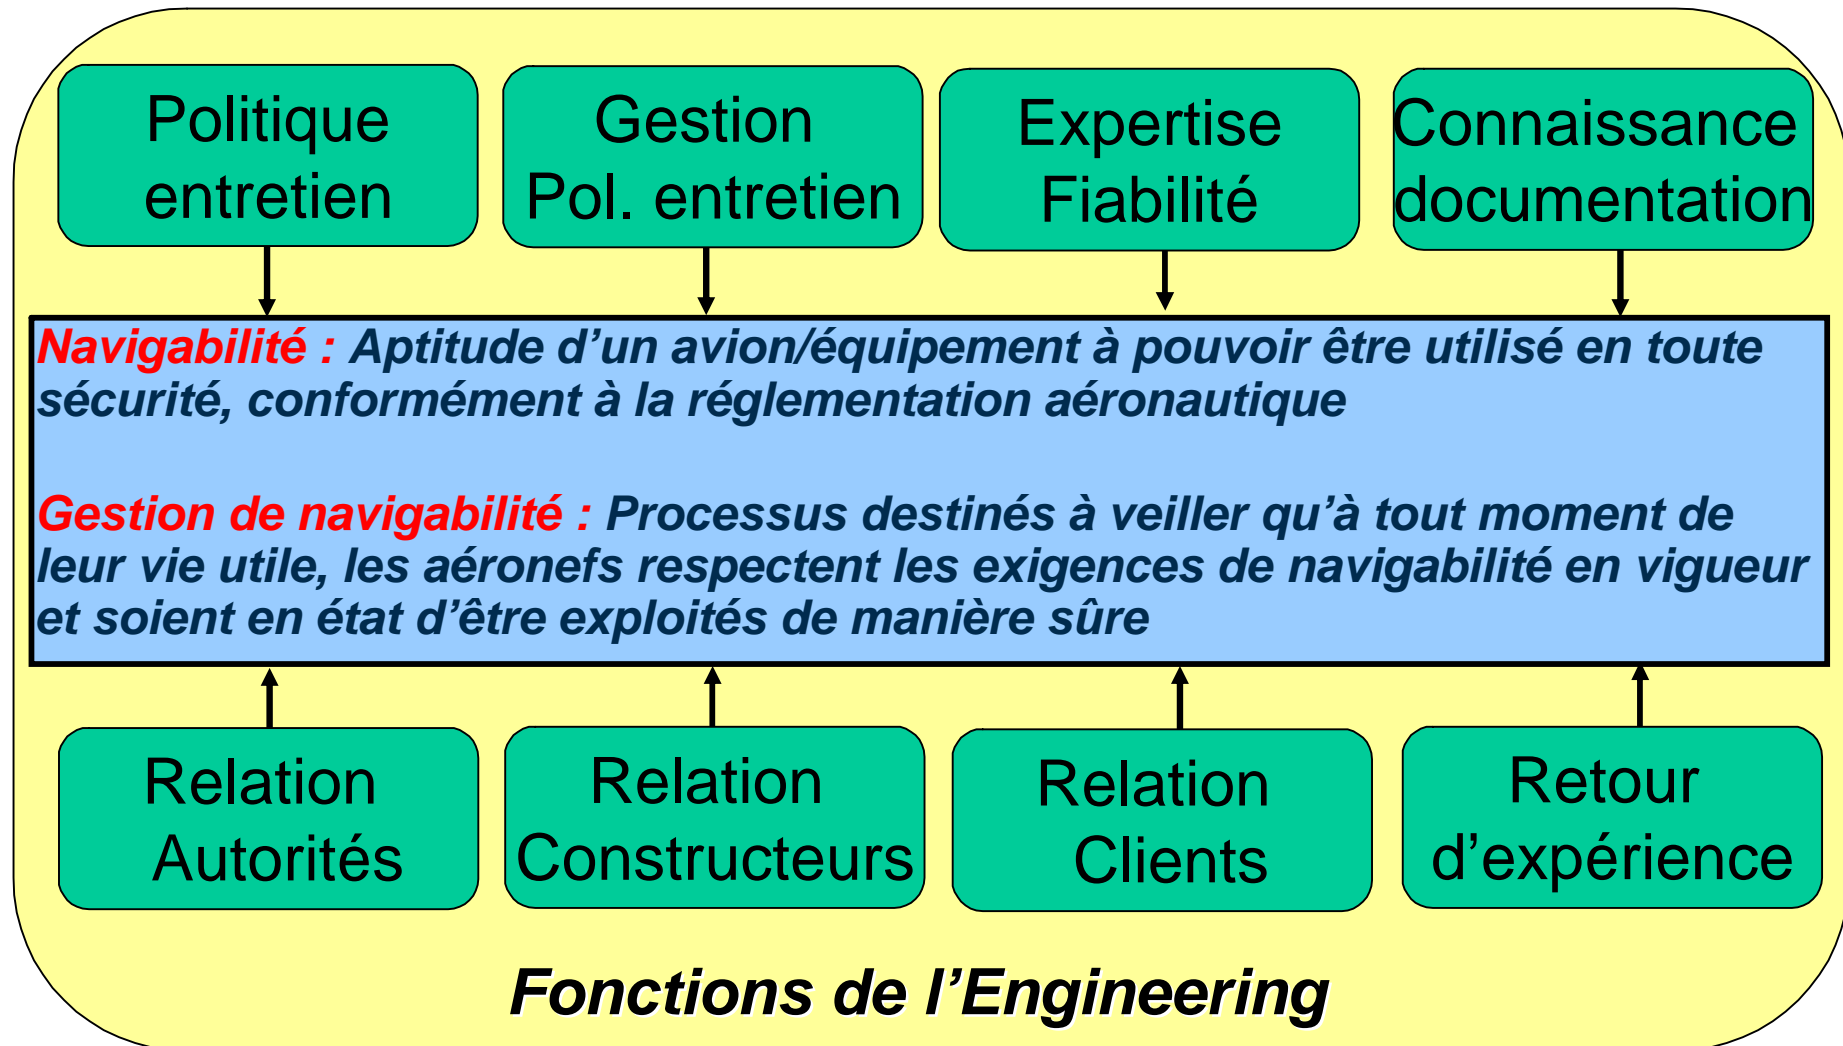 Politique
entretien
Gestion
Pol. entretien
Expertise
Fiabilité
Connaissance
documentation
Navigabilité : Aptitude d’un avion/équipement à pouvoir être utilisé en toute
sécurité, conformément à la réglementation aéronautique
Gestion de navigabilité : Processus destinés à veiller qu’à tout moment de
leur vie utile, les aéronefs respectent les exigences de navigabilité en vigueur
et soient en état d’être exploités de manière sûre
Relation
Autorités
Relation
Constructeurs
Relation
Clients
Retour
d’expérience
Fonctions de l’Engineering